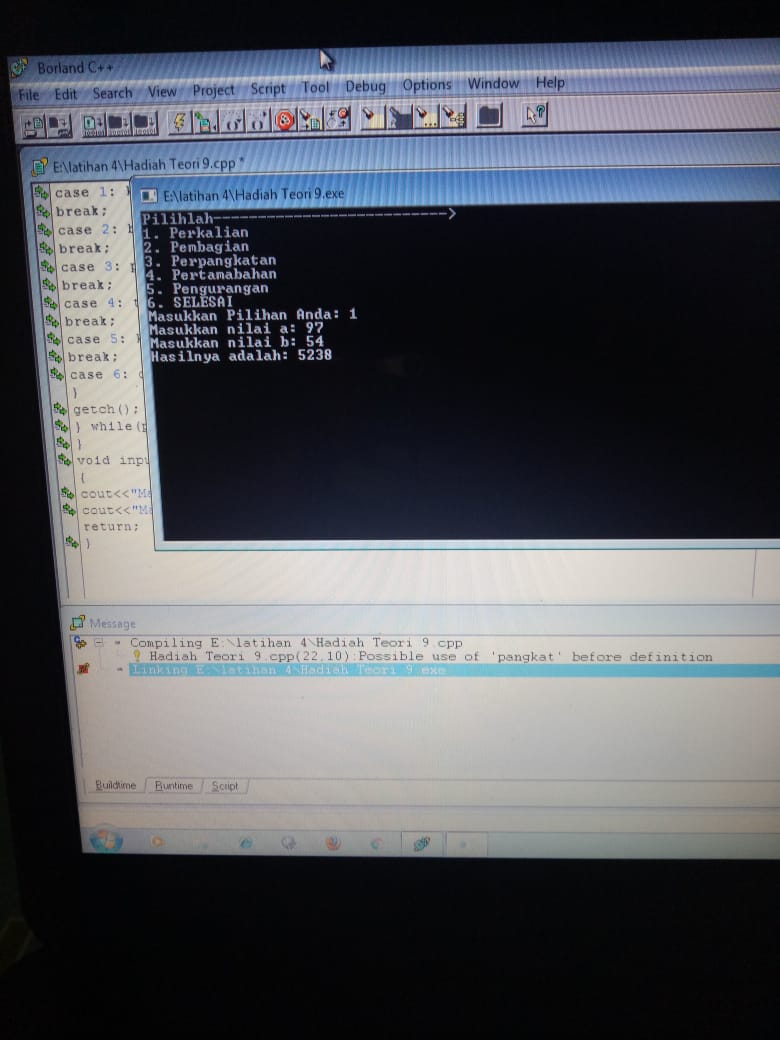 Borland C++
File Edit Search View Project Script Tool Debug Options Window Help
E:\latihan 4\Hadiah Teori 9.cpp *
E:\latihan 4\Hadiah Teori 9.exe
case 1:
break;
case 2:
break;
case 3:
break;
case 4:
break;
case 5:
break;
case 6:
}
getch();
} while(
}
void inpu
{
cout<<"Ma
cout<<"Ma
return;
}
Pilihlah-------------------------->
1. Perkalian
2. Pembagian
3. Perpangkatan
4. Pertamabahan
5. Pengurangan
6. SELESAI
Masukkan Pilihan Anda: 1
Masukkan nilai a: 97
Masukkan nilai b: 54
Hasilnya adalah: 5238
Message
Compiling E:\latihan 4\Hadiah Teori 9.cpp
Hadiah Teori 9.cpp(22,10):Possible use of 'pangkat' before definition
Linking E:\latihan 4\Hadiah Teori 9.exe
Buildtime Runtime Script